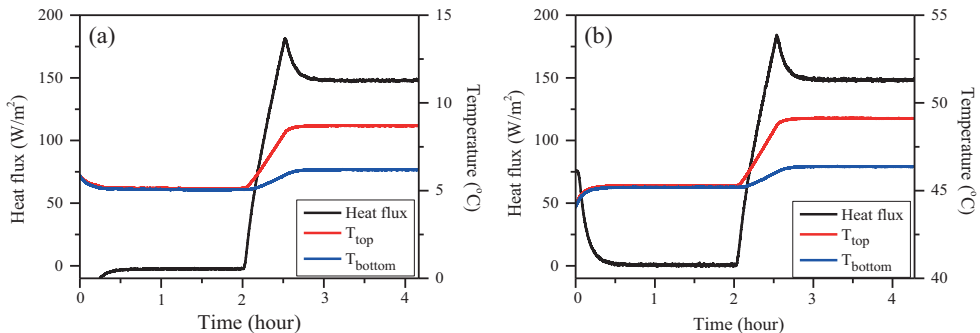 (a)
Heat flux (W/m²)
200
150
100
50
0
15
10
5
0
Temperature (°C)
Heat flux
T_top
T_bottom
0 1 2 3 4
Time (hour)
(b)
Heat flux (W/m²)
200
150
100
50
0
55
50
45
40
Temperature (°C)
Heat flux
T_top
T_bottom
0 1 2 3 4
Time (hour)